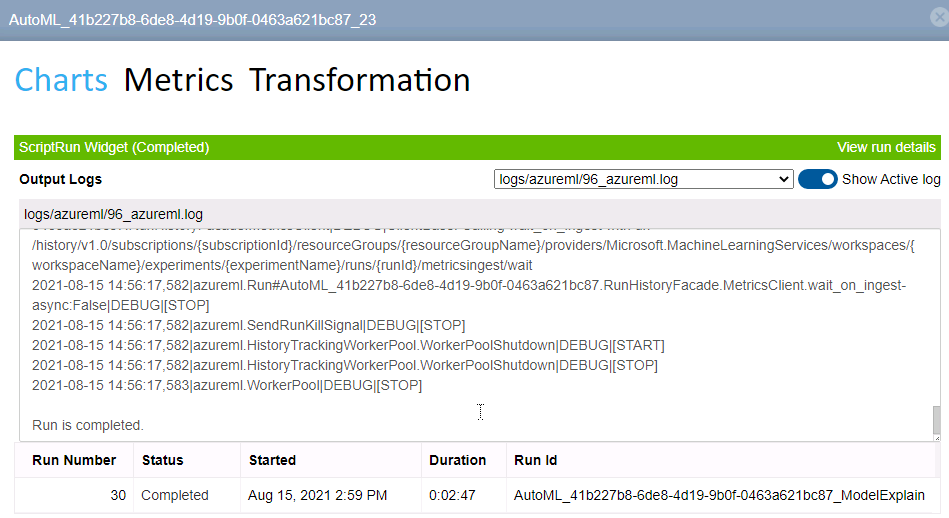 AutoML_41b227b8-6de8-4d19-9b0f-0463a621bc87_23
Charts Metrics Transformation
ScriptRun Widget (Completed) View run details
Output Logs logs/azureml/96_azureml.log Show Active log
logs/azureml/96_azureml.log
/history/v1.0/subscriptions/{subscriptionId}/resourceGroups/{resourceGroupName}/providers/Microsoft.MachineLearningServices/workspaces/{
workspaceName}/experiments/{experimentName}/runs/{runId}/metricsingest/wait
2021-08-15 14:56:17,582|azureml.Run#AutoML_41b227b8-6de8-4d19-9b0f-0463a621bc87.RunHistoryFacade.MetricsClient.wait_on_ingest-
async:False|DEBUG|[STOP]
2021-08-15 14:56:17,582|azureml.SendRunKillSignal|DEBUG|[STOP]
2021-08-15 14:56:17,582|azureml.HistoryTrackingWorkerPool.WorkerPoolShutdown|DEBUG|[START]
2021-08-15 14:56:17,582|azureml.HistoryTrackingWorkerPool.WorkerPoolShutdown|DEBUG|[STOP]
2021-08-15 14:56:17,583|azureml.WorkerPool|DEBUG|[STOP]
Run is completed.
Run Number Status Started Duration Run Id
30 Completed Aug 15, 2021 2:59 PM 0:02:47 AutoML_41b227b8-6de8-4d19-9b0f-0463a621bc87_ModelExplain